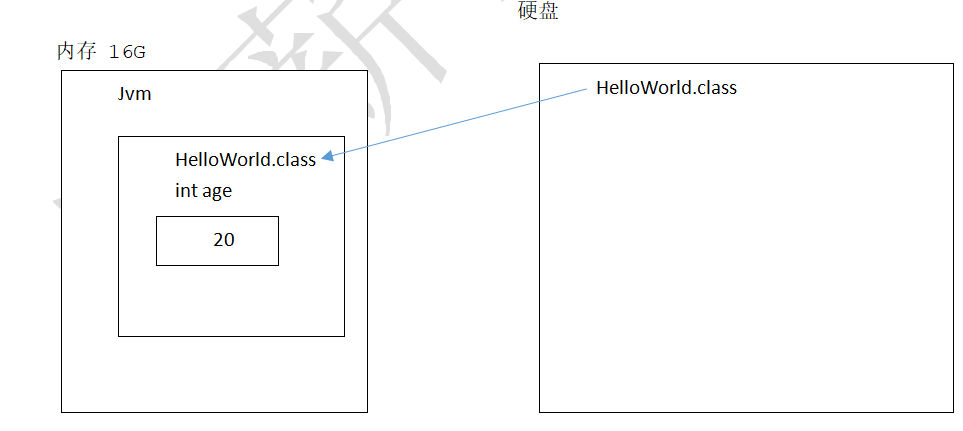 硬盘
内存 16G
Jvm
HelloWorld.class
int age
20
HelloWorld.class